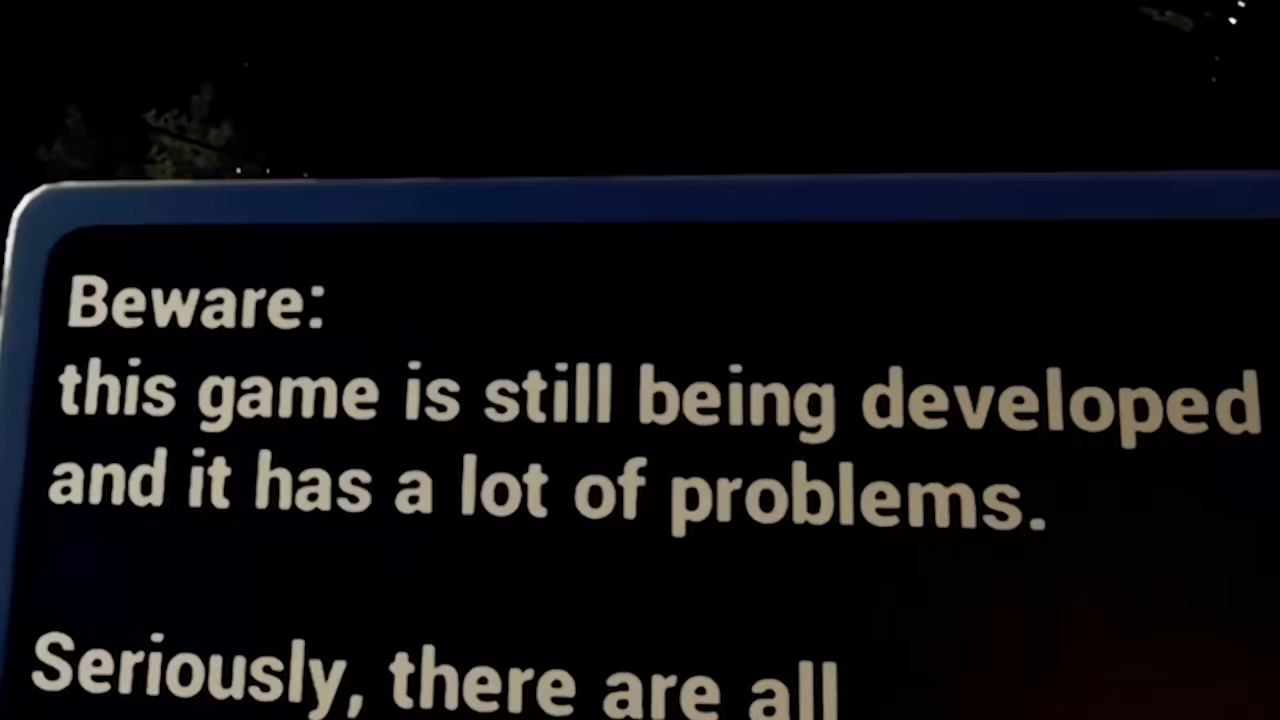 Beware:
this game is still being developed
and it has a lot of problems.
Seriously, there are all